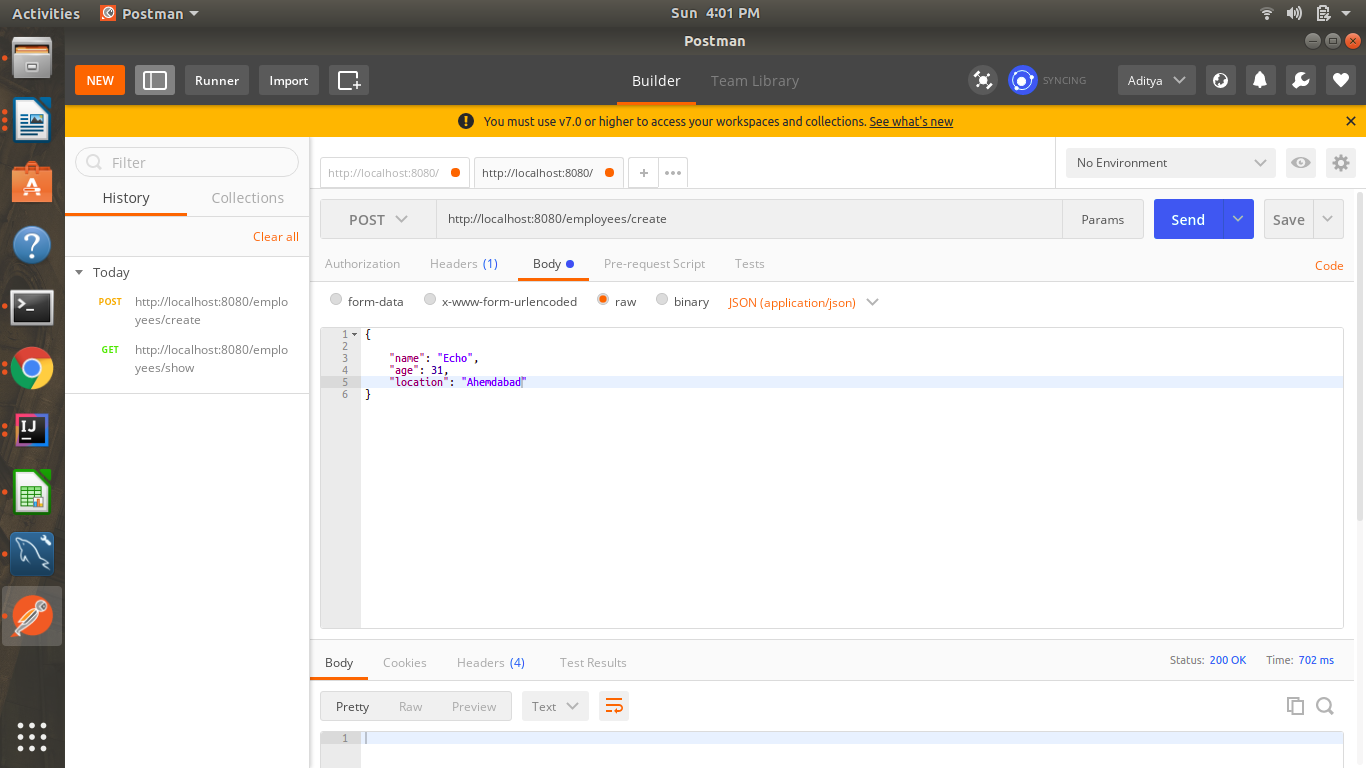 Activities Postman Sun 4:01 PM
Postman
NEW Runner Import Builder Team Library SYNCING Aditya
You must use v7.0 or higher to access your workspaces and collections. See what's new
Filter
History Collections
Clear all
Today
POST http://localhost:8080/emplo
yees/create
GET http://localhost:8080/emplo
yees/show
http://localhost:8080/ http://localhost:8080/ + No Environment
POST http://localhost:8080/employees/create Params Send Save
Authorization Headers (1) Body Pre-request Script Tests Code
form-data x-www-form-urlencoded raw binary JSON (application/json)
1 {
2
3 "name": "Echo",
4 "age": 31,
5 "location": "Ahemdabad"
6 }
Body Cookies Headers (4) Test Results Status: 200 OK Time: 702 ms
Pretty Raw Preview Text
1
IJ